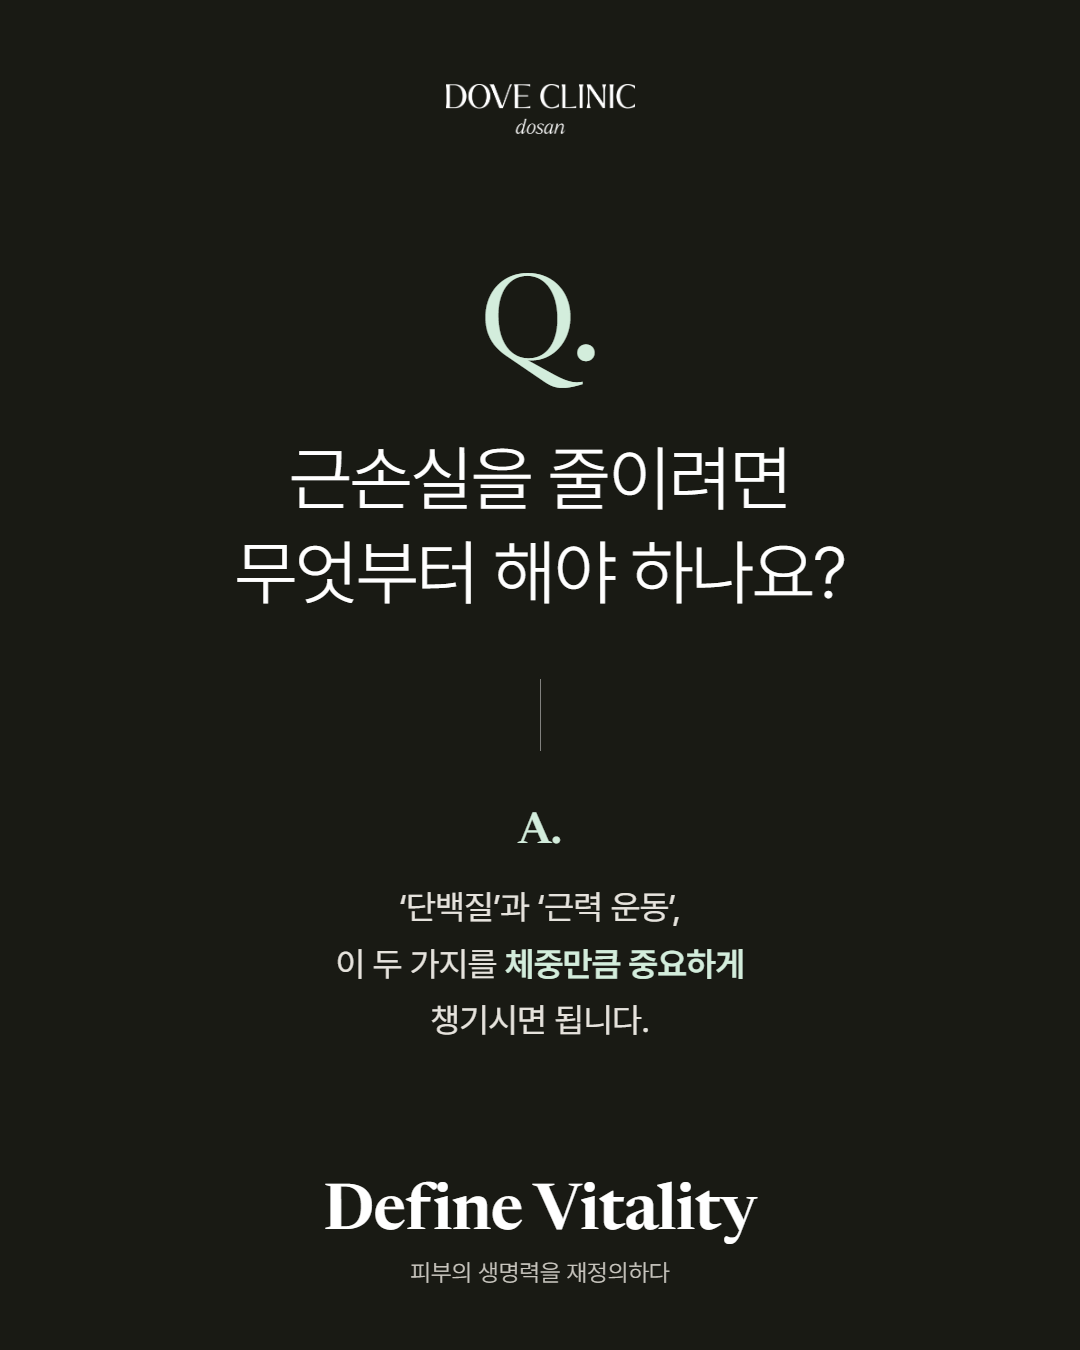 DOVE CLINIC
dosan
Q.
근손실을 줄이려면
무엇부터 해야 하나요?
A.
‘단백질’과 ‘근력 운동’,
이 두 가지를 체중만큼 중요하게
챙기시면 됩니다.
Define Vitality
피부의 생명력을 재정의하다